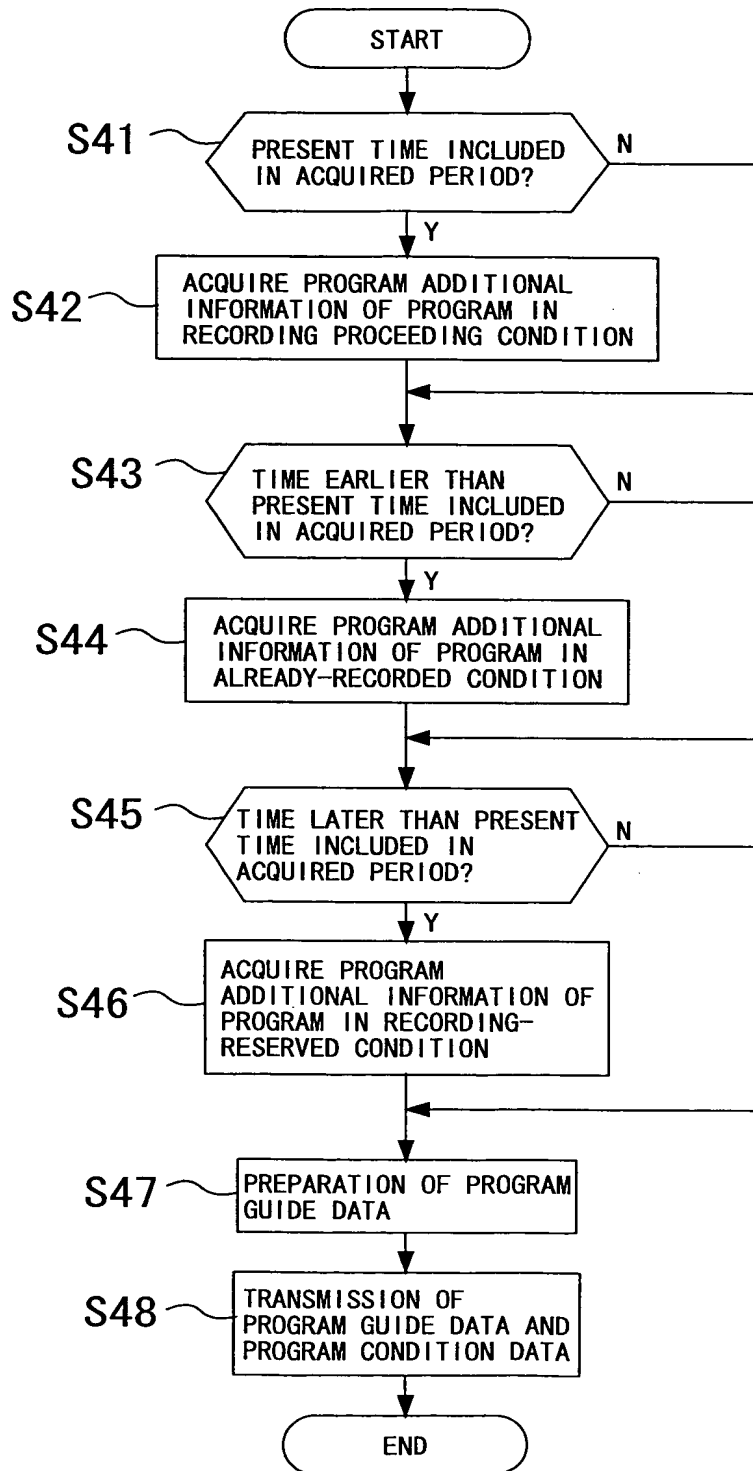 START
S41
PRESENT TIME INCLUDED
IN ACQUIRED PERIOD?
N
Y
S42
ACQUIRE PROGRAM ADDITIONAL
INFORMATION OF PROGRAM IN
RECORDING PROCEEDING CONDITION
S43
TIME EARLIER THAN
PRESENT TIME INCLUDED
IN ACQUIRED PERIOD?
N
Y
S44
ACQUIRE PROGRAM ADDITIONAL
INFORMATION OF PROGRAM IN
ALREADY-RECORDED CONDITION
S45
TIME LATER THAN PRESENT
TIME INCLUDED IN
ACQUIRED PERIOD?
N
Y
S46
ACQUIRE PROGRAM
ADDITIONAL INFORMATION OF
PROGRAM IN RECORDING-
RESERVED CONDITION
S47
PREPARATION OF PROGRAM
GUIDE DATA
S48
TRANSMISSION OF
PROGRAM GUIDE DATA AND
PROGRAM CONDITION DATA
END